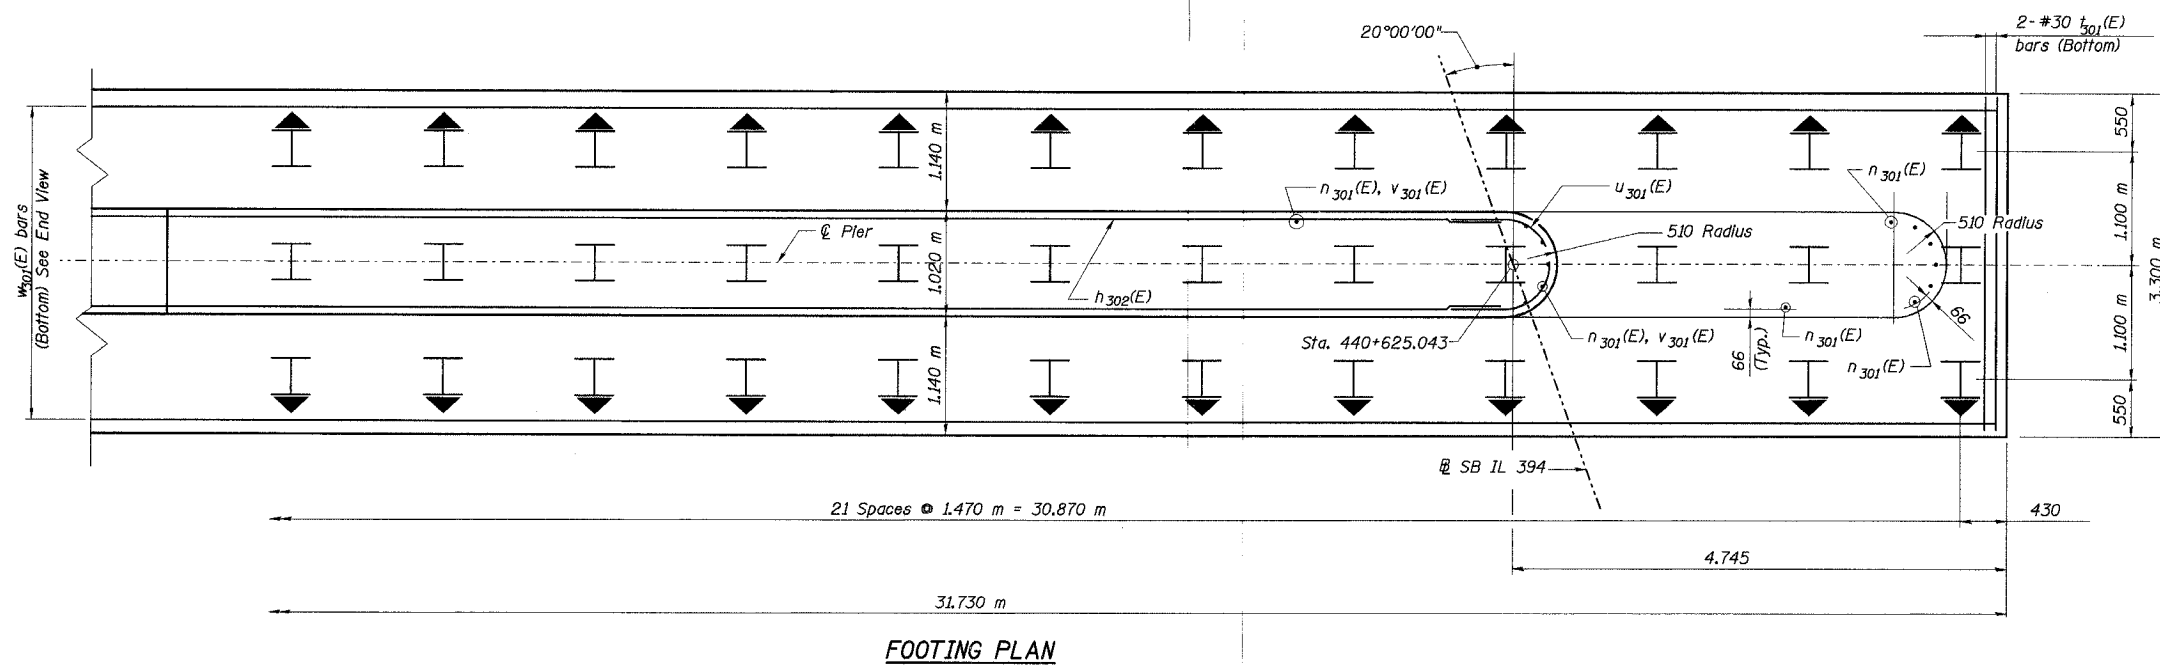 20°00'00"
2-#30 t301(E)
bars (Bottom)
w301(E) bars
(Bottom) See End View
1.140 m
1.020 m
1.140 m
℄ Pier
h302(E)
n301(E), v301(E)
u301(E)
510 Radius
Sta. 440+625.043
n301(E), v301(E)
n301(E)
510 Radius
66
66
(Typ.)
n301(E)
n301(E)
550
1.100 m
1.100 m
550
3.300 m
℄ SB IL 394
21 Spaces @ 1.470 m = 30.870 m
430
4.745
31.730 m
FOOTING PLAN